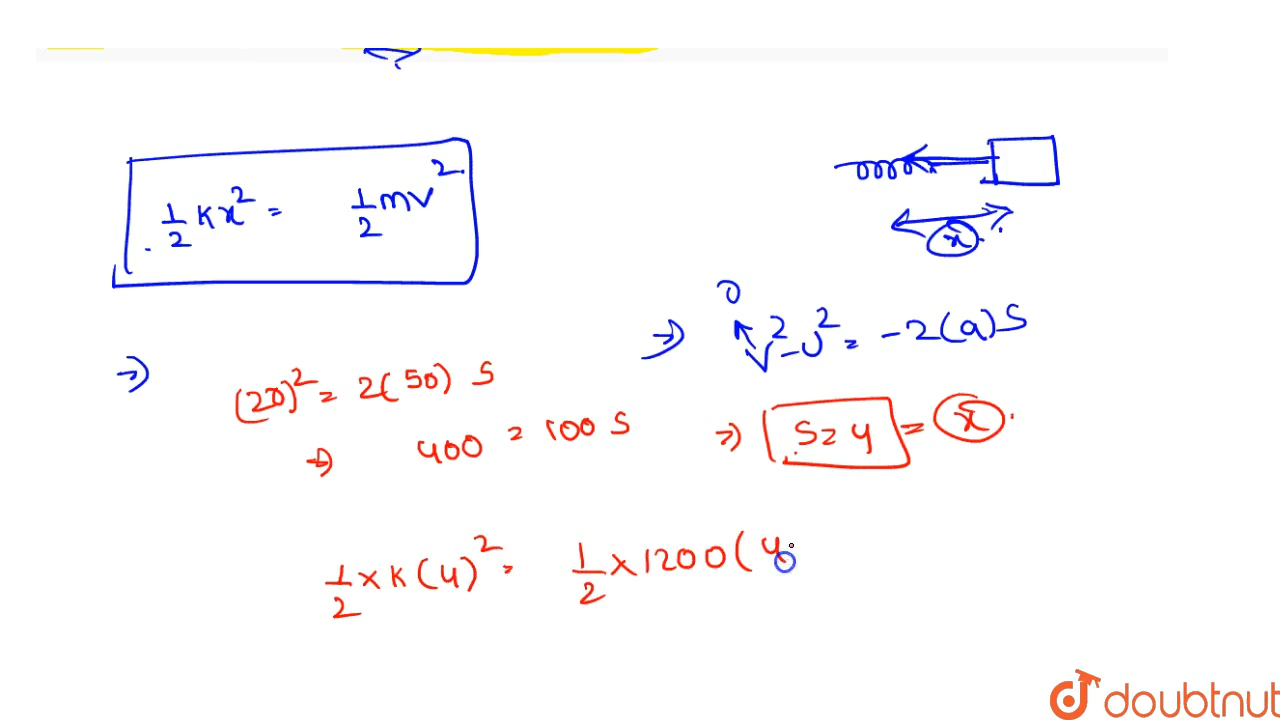 1/2 Kx² = 1/2 mv²
x
0
⇒ V² - U² = -2(a)S
⇒ (20)² = 2(50) S
⇒ 400 = 100 S ⇒ S = 4 = x
1/2 × K(4)² = 1/2 × 1200(4
doubtnut